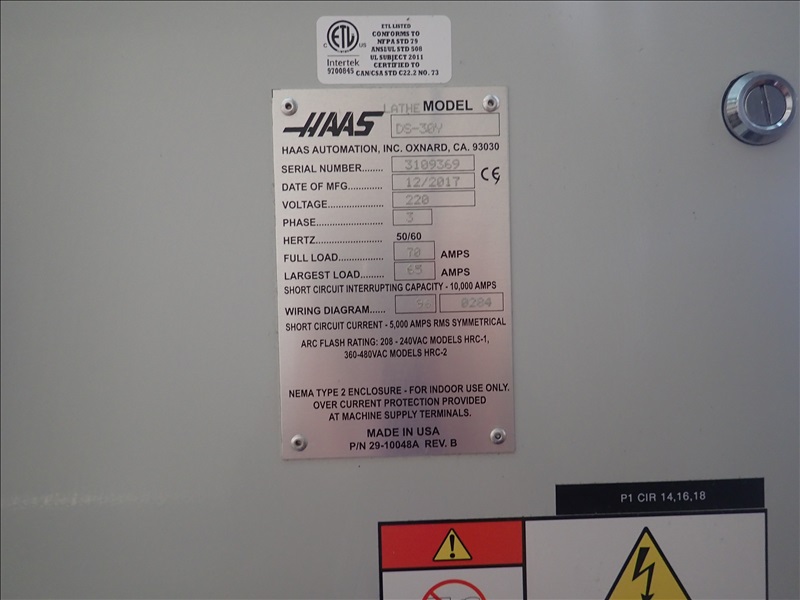 ETL LISTED
CONFORMS TO
NFPA STD 79
ANSI/UL STD 508
UL SUBJECT 2011
CERTIFIED TO
CAN/CSA STD C22.2 NO. 73
C ETL US
Intertek
9700845
LATHE MODEL
HAAS DS-30Y
HAAS AUTOMATION, INC. OXNARD, CA. 93030
SERIAL NUMBER........ 3109369
DATE OF MFG............. 12/2017 CE
VOLTAGE..................... 220
PHASE......................... 3
HERTZ......................... 50/60
FULL LOAD................. 70 AMPS
LARGEST LOAD......... 65 AMPS
SHORT CIRCUIT INTERRUPTING CAPACITY - 10,000 AMPS
WIRING DIAGRAM...... 0204
SHORT CIRCUIT CURRENT - 5,000 AMPS RMS SYMMETRICAL
ARC FLASH RATING: 208 - 240VAC MODELS HRC-1,
360-480VAC MODELS HRC-2
NEMA TYPE 2 ENCLOSURE - FOR INDOOR USE ONLY.
OVER CURRENT PROTECTION PROVIDED
AT MACHINE SUPPLY TERMINALS.
MADE IN USA
P/N 29-10048A REV. B
P1 CIR 14,16,18